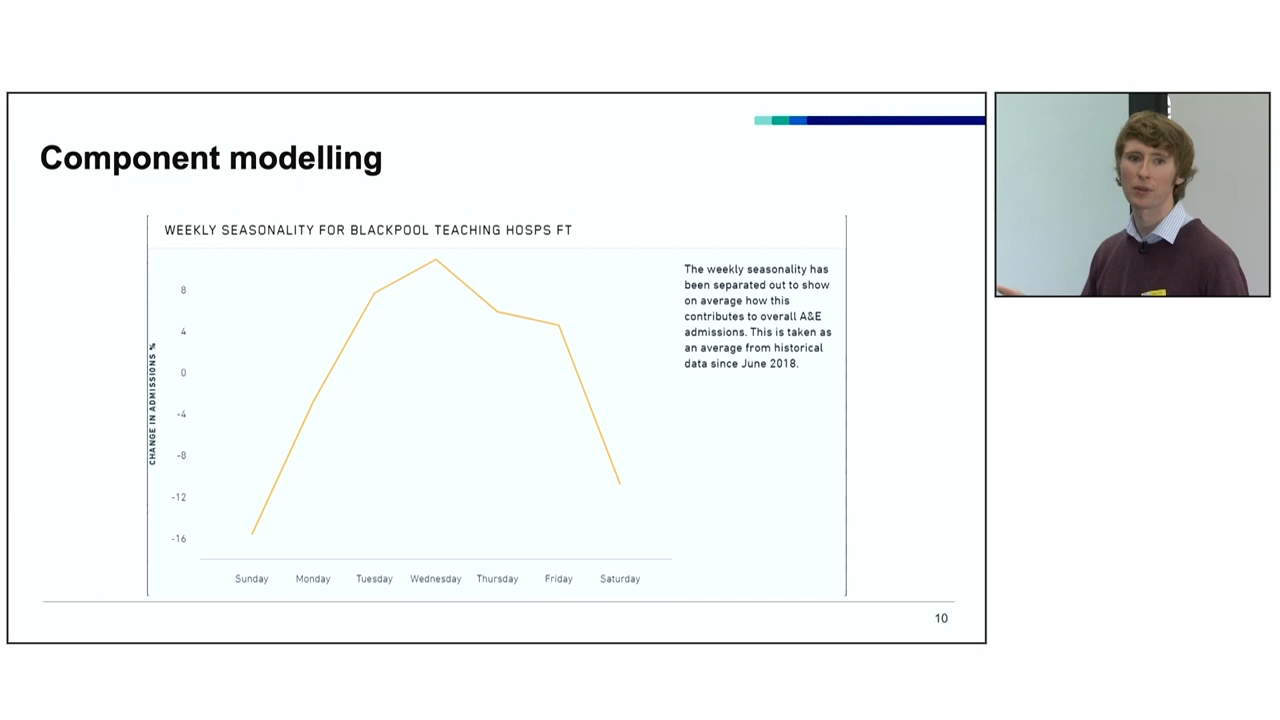 Component modelling
WEEKLY SEASONALITY FOR BLACKPOOL TEACHING HOSPS FT
The weekly seasonality has
been separated out to show
on average how this
contributes to overall A&E
admissions. This is taken as
an average from historical
data since June 2018.
CHANGE IN ADMISSIONS %
8
4
0
-4
-8
-12
-16
Sunday Monday Tuesday Wednesday Thursday Friday Saturday
10